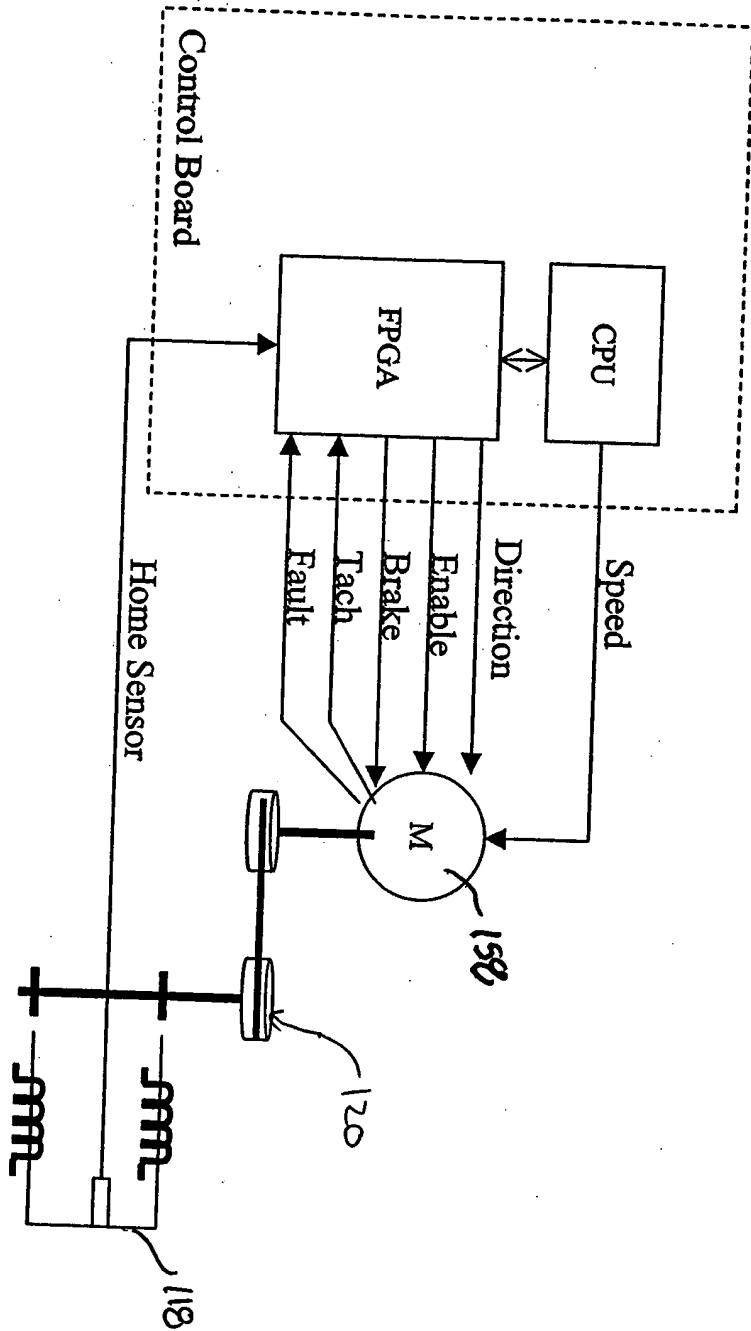 Speed
CPU
Direction
158
Enable
M
FPGA
Brake
120
Tach
Fault
Control Board
Home Sensor
118